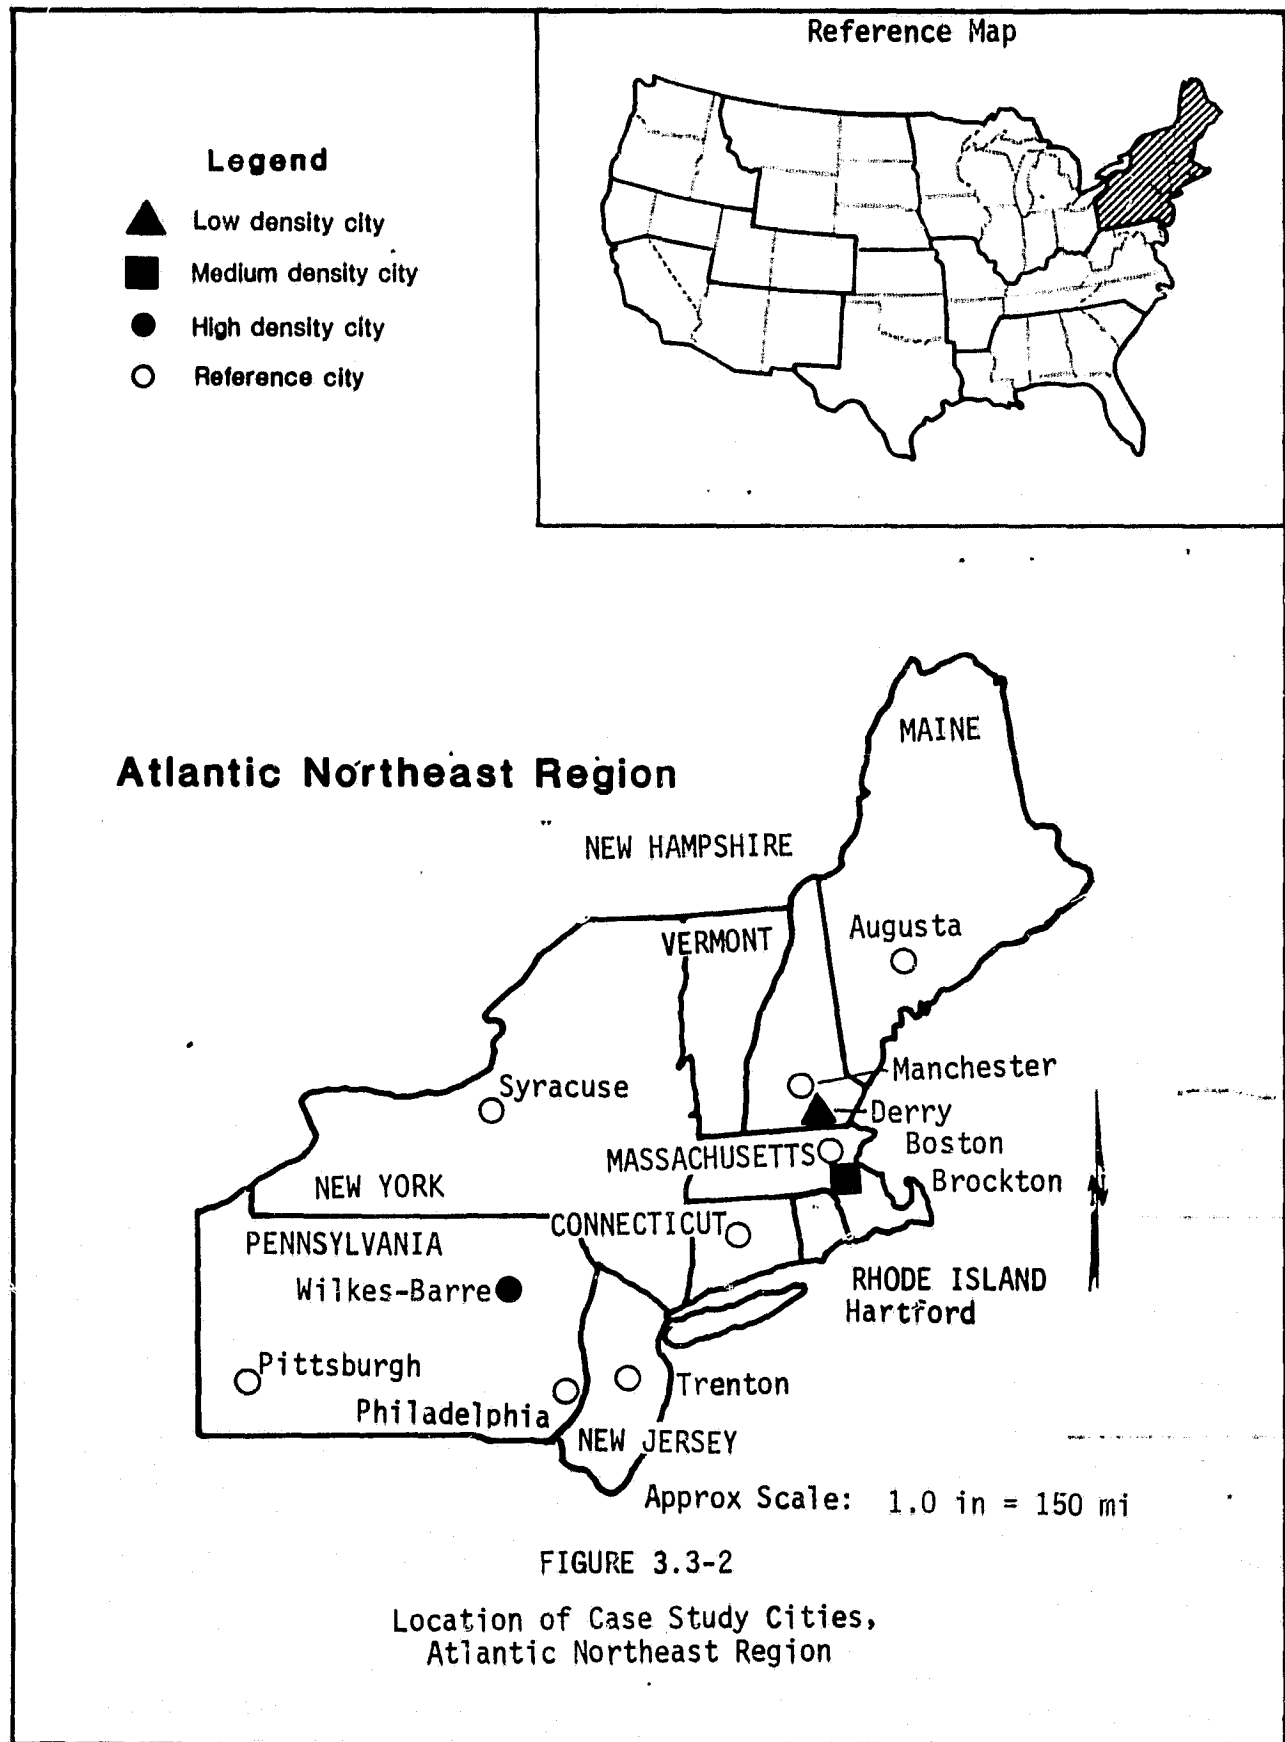 Reference Map
Legend
Low density city
Medium density city
High density city
Reference city
Atlantic Northeast Region
MAINE
NEW HAMPSHIRE
VERMONT
Augusta
Manchester
Syracuse
Derry
Boston
MASSACHUSETTS
Brockton
NEW YORK
CONNECTICUT
PENNSYLVANIA
RHODE ISLAND
Wilkes-Barre
Hartford
Pittsburgh
Trenton
Philadelphia
NEW JERSEY
Approx Scale: 1.0 in = 150 mi
FIGURE 3.3-2
Location of Case Study Cities,
Atlantic Northeast Region